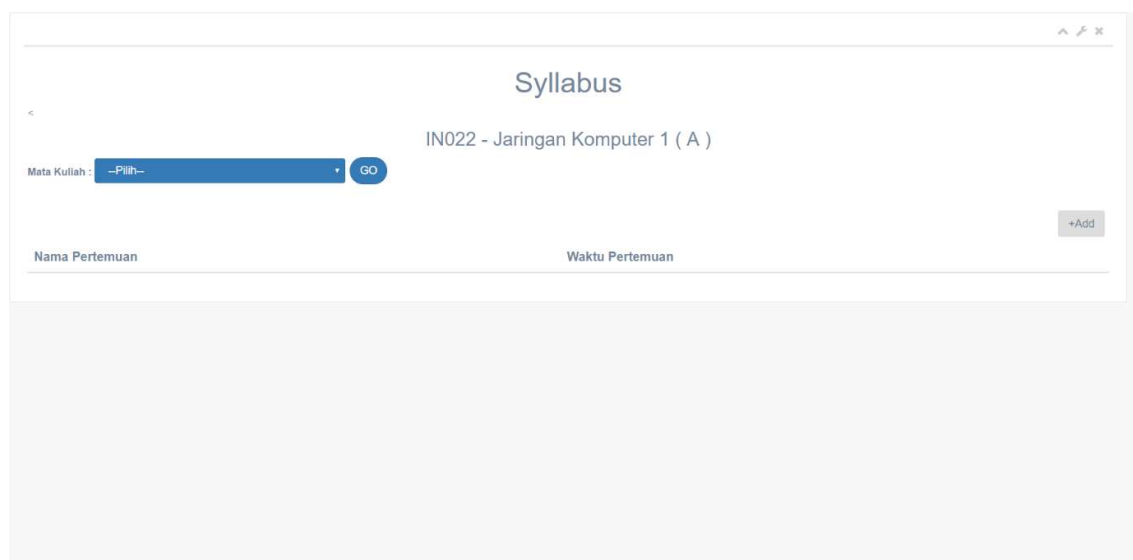 Syllabus
<
IN022 - Jaringan Komputer 1 ( A )
Mata Kuliah : --Pilih-- GO
+Add
Nama Pertemuan Waktu Pertemuan